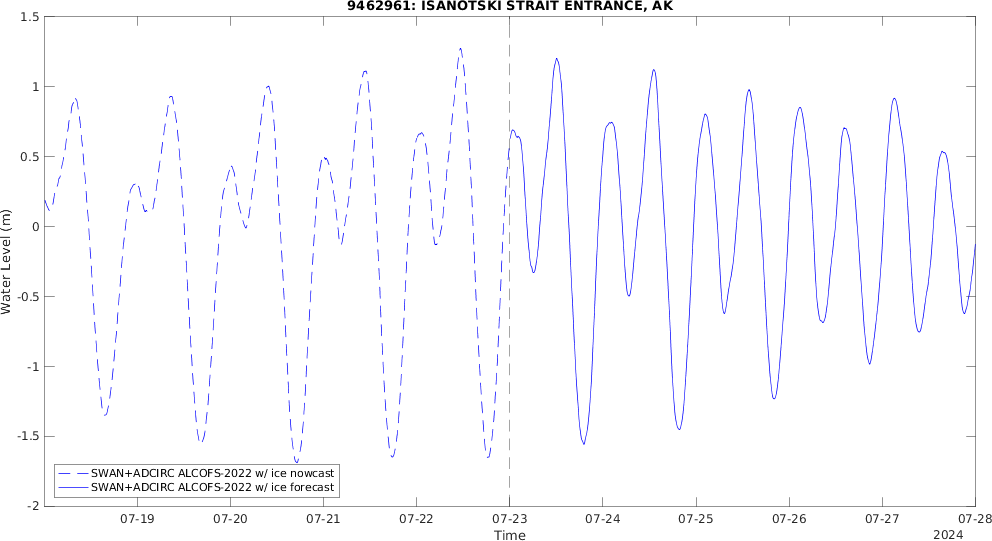 9462961: ISANOTSKI STRAIT ENTRANCE, AK
1.5
1
0.5
0
-0.5
-1
-1.5
-2
Water Level (m)
SWAN+ADCIRC ALCOFS-2022 w/ ice nowcast
SWAN+ADCIRC ALCOFS-2022 w/ ice forecast
07-19 07-20 07-21 07-22 07-23 07-24 07-25 07-26 07-27 07-28
Time
2024